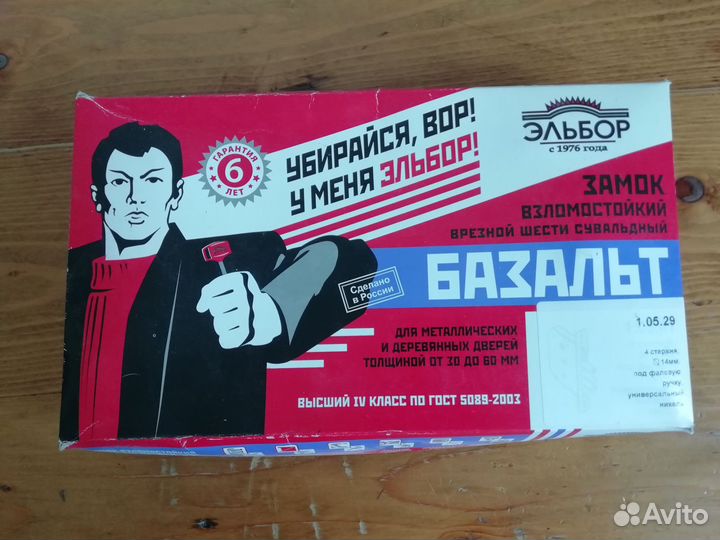 ГАРАНТИЯ
6
ЛЕТ
УБИРАЙСЯ, ВОР!
У МЕНЯ ЭЛЬБОР!
ЭЛЬБОР
с 1976 года
ЗАМОК
ВЗЛОМОСТОЙКИЙ
ВРЕЗНОЙ ШЕСТИ СУВАЛЬДНЫЙ
БАЗАЛЬТ
Сделано
в России
ДЛЯ МЕТАЛЛИЧЕСКИХ
И ДЕРЕВЯННЫХ ДВЕРЕЙ
ТОЛЩИНОЙ ОТ 30 ДО 60 ММ
ВЫСШИЙ IV КЛАСС ПО ГОСТ 5089-2003
1.05.29
4 стержня,
14мм,
под фалевую
ручку,
универсальный
никель
Avito